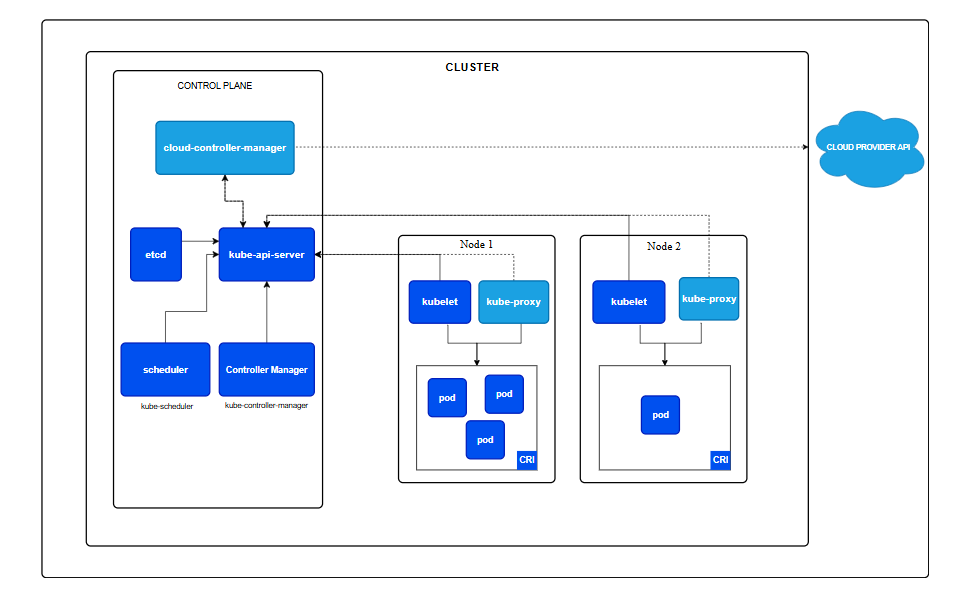 CLUSTER
CONTROL PLANE
cloud-controller-manager
CLOUD PROVIDER API
etcd
kube-api-server
scheduler
kube-scheduler
Controller Manager
kube-controller-manager
Node 1
kubelet
kube-proxy
pod
pod
pod
CRI
Node 2
kubelet
kube-proxy
pod
CRI